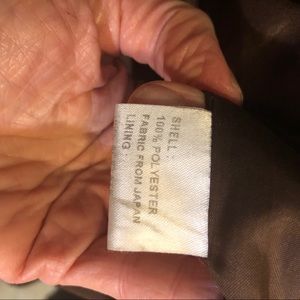 SHELL :
100% POLYESTER
FABRIC FROM JAPAN
LINING :